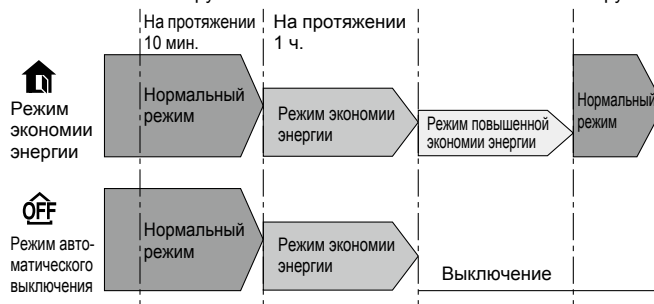 На протяжении
10 мин.
На протяжении
1 ч.
Режим
экономии
энергии
Нормальный
режим
Режим экономии
энергии
Режим повышенной
экономии энергии
Нормальный
режим
OFF
Режим авто-
матического
выключения
Нормальный
режим
Режим экономии
энергии
Выключение